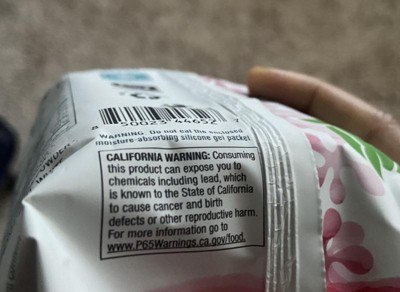 WARNING: Do not eat the enclosed
moisture-absorbing silicone gel packet
CALIFORNIA WARNING: Consuming
this product can expose you to
chemicals including lead, which
is known to the State of California
to cause cancer and birth
defects or other reproductive harm.
For more information go to
www.P65Warnings.ca.gov/food.